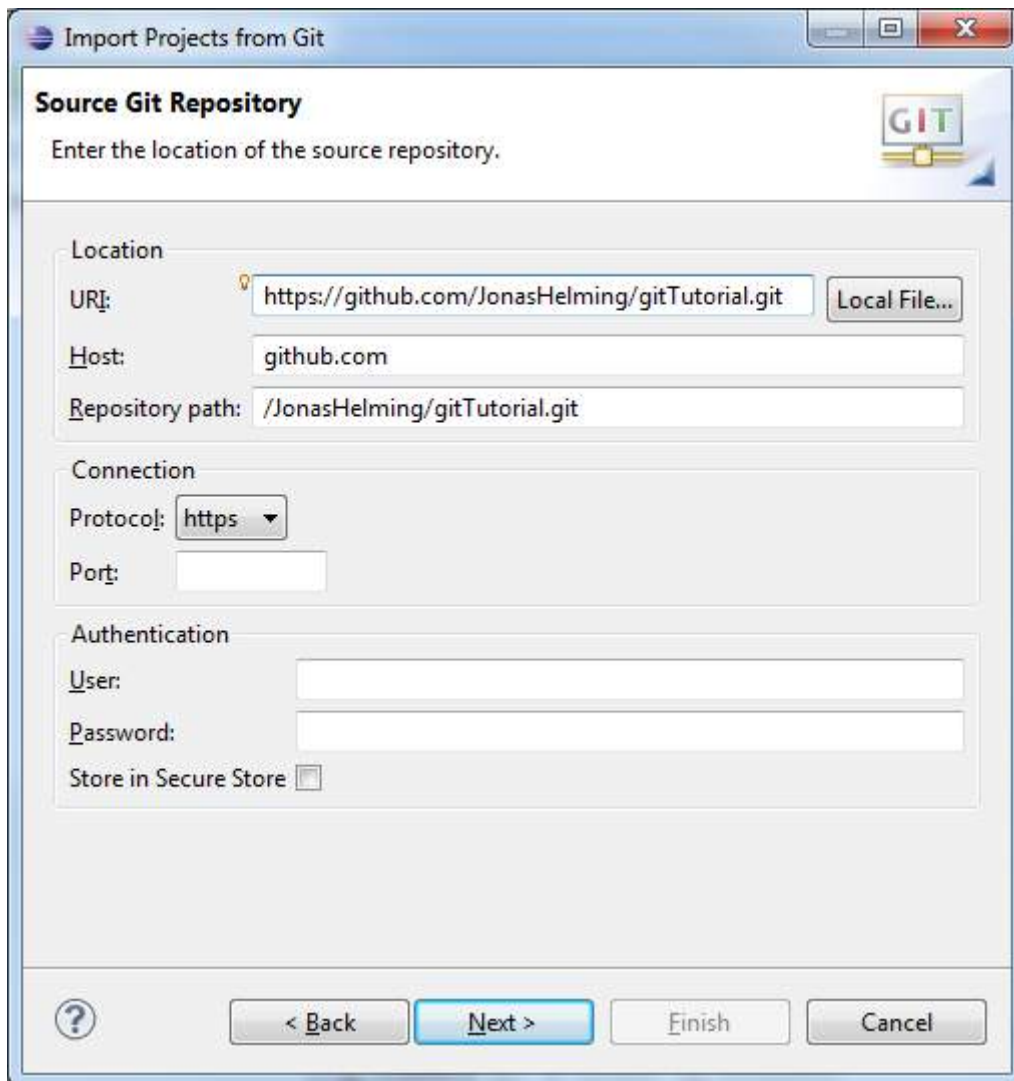 Import Projects from Git
Source Git Repository
Enter the location of the source repository.
GIT
Location
URI: https://github.com/JonasHelming/gitTutorial.git Local File...
Host: github.com
Repository path: /JonasHelming/gitTutorial.git
Connection
Protocol: https
Port:
Authentication
User:
Password:
Store in Secure Store
? < Back Next > Finish Cancel